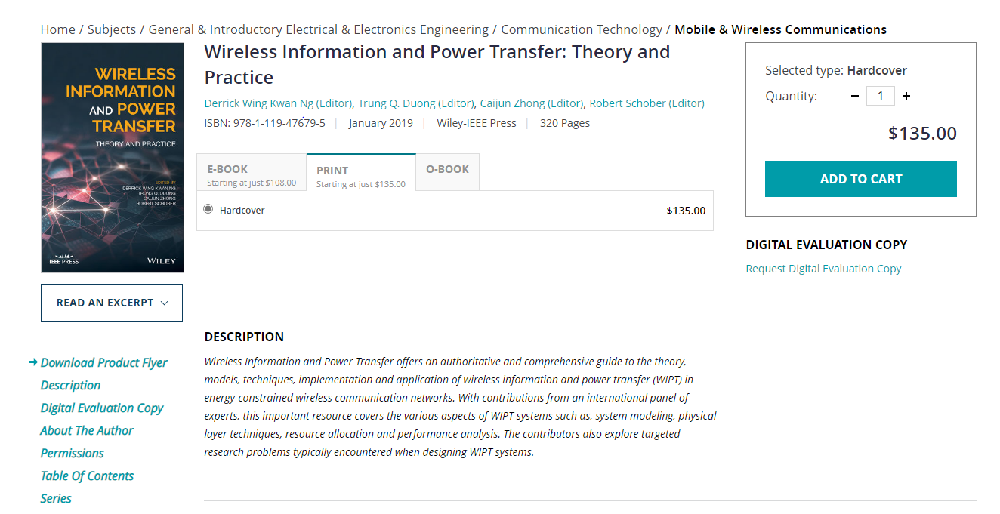 Home / Subjects / General & Introductory Electrical & Electronics Engineering / Communication Technology / Mobile & Wireless Communications
WIRELESS
INFORMATION
AND POWER
TRANSFER
THEORY AND PRACTICE
EDITED BY
DERRICK WING KWAN NG
TRUNG Q. DUONG
CAIJUN ZHONG
ROBERT SCHOBER
IEEE PRESS
WILEY
READ AN EXCERPT
Download Product Flyer
Description
Digital Evaluation Copy
About The Author
Permissions
Table Of Contents
Series
Wireless Information and Power Transfer: Theory and
Practice
Derrick Wing Kwan Ng (Editor), Trung Q. Duong (Editor), Caijun Zhong (Editor), Robert Schober (Editor)
ISBN: 978-1-119-47679-5 | January 2019 | Wiley-IEEE Press | 320 Pages
E-BOOK
Starting at just $108.00
PRINT
Starting at just $135.00
O-BOOK
Hardcover $135.00
DESCRIPTION
Wireless Information and Power Transfer offers an authoritative and comprehensive guide to the theory,
models, techniques, implementation and application of wireless information and power transfer (WIPT) in
energy-constrained wireless communication networks. With contributions from an international panel of
experts, this important resource covers the various aspects of WIPT systems such as, system modeling, physical
layer techniques, resource allocation and performance analysis. The contributors also explore targeted
research problems typically encountered when designing WIPT systems.
Selected type: Hardcover
Quantity: − 1 +
$135.00
ADD TO CART
DIGITAL EVALUATION COPY
Request Digital Evaluation Copy